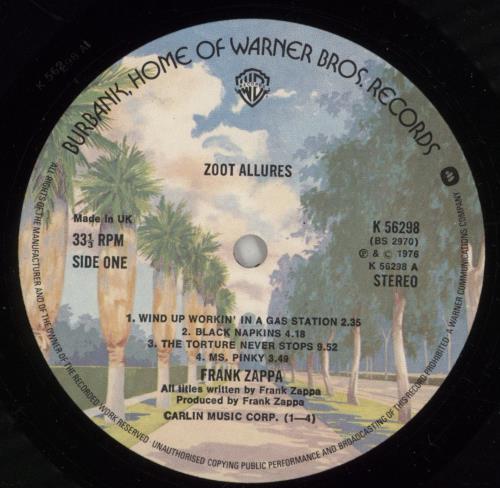 K 56298 A1
BURBANK, HOME OF WARNER BROS. RECORDS
ZOOT ALLURES
Made in UK
33⅓ RPM
SIDE ONE
K 56298
(BS 2970)
℗ & © 1976
K 56298 A
STEREO
1. WIND UP WORKIN' IN A GAS STATION 2.35
2. BLACK NAPKINS 4.18
3. THE TORTURE NEVER STOPS 9.52
4. MS. PINKY 3.49
FRANK ZAPPA
All titles written by Frank Zappa
Produced by Frank Zappa
CARLIN MUSIC CORP. (1—4)
ALL RIGHTS OF THE MANUFACTURER AND OF THE OWNER OF THE RECORDED WORK RESERVED UNAUTHORISED COPYING PUBLIC PERFORMANCE AND BROADCASTING OF THIS RECORD PROHIBITED. A WARNER COMMUNICATIONS COMPANY